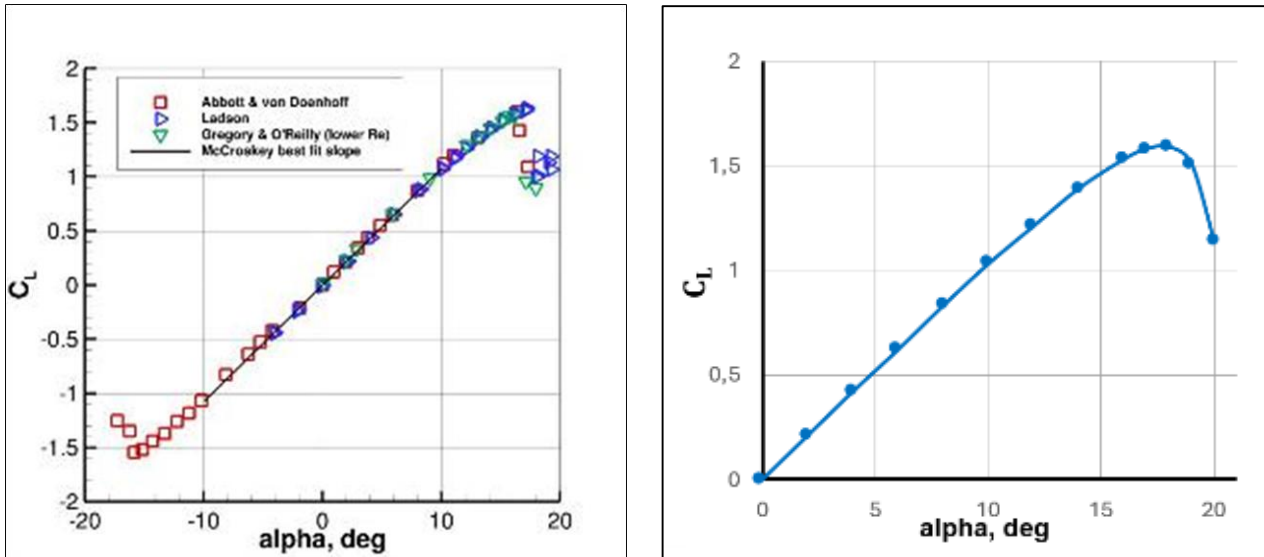 2
1.5
1
0.5
0
-0.5
-1
-1.5
-2
C_L
Abbott & von Doenhoff
Ladson
Gregory & O'Reilly (lower Re)
McCroskey best fit slope
-20 -10 0 10 20
alpha, deg
2
1,5
1
0,5
0
C_L
0 5 10 15 20
alpha, deg